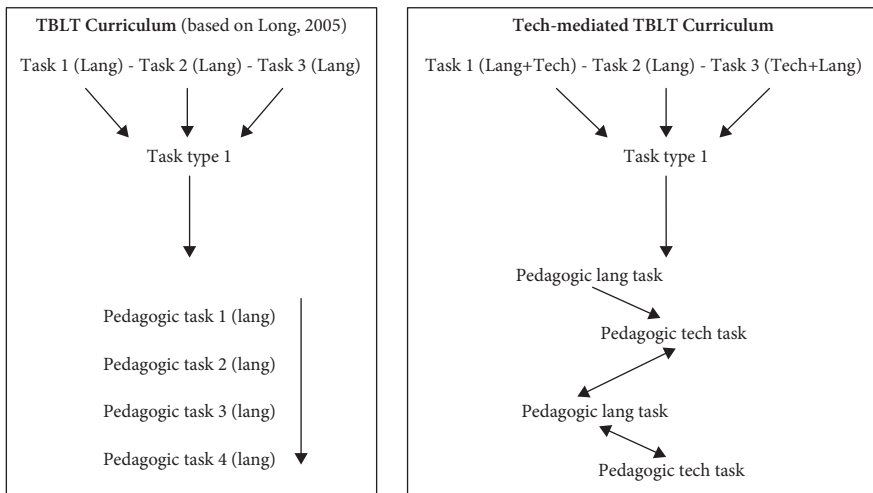 TBLT Curriculum (based on Long, 2005)
Task 1 (Lang) - Task 2 (Lang) - Task 3 (Lang)
Task type 1
Pedagogic task 1 (lang)
Pedagogic task 2 (lang)
Pedagogic task 3 (lang)
Pedagogic task 4 (lang)
Tech-mediated TBLT Curriculum
Task 1 (Lang+Tech) - Task 2 (Lang) - Task 3 (Tech+Lang)
Task type 1
Pedagogic lang task
Pedagogic tech task
Pedagogic lang task
Pedagogic tech task